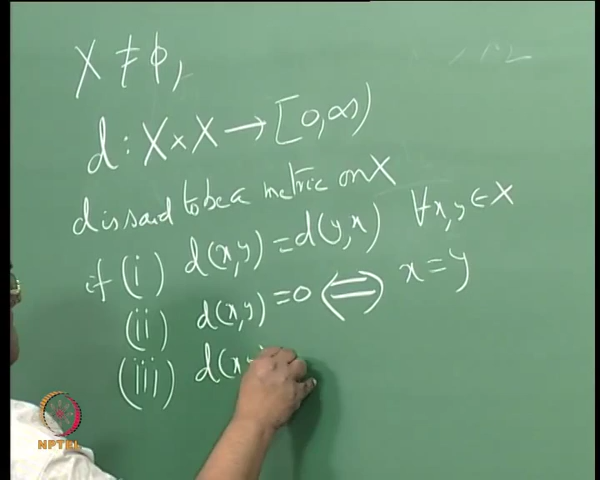 X ≠ ϕ,
d : X × X → [0, ∞)
d is said to be a metric on X
if (i) d(x, y) = d(y, x) ∀ x, y ∈ X
(ii) d(x, y) = 0 ⟺ x = y
(iii) d(x
NPTEL